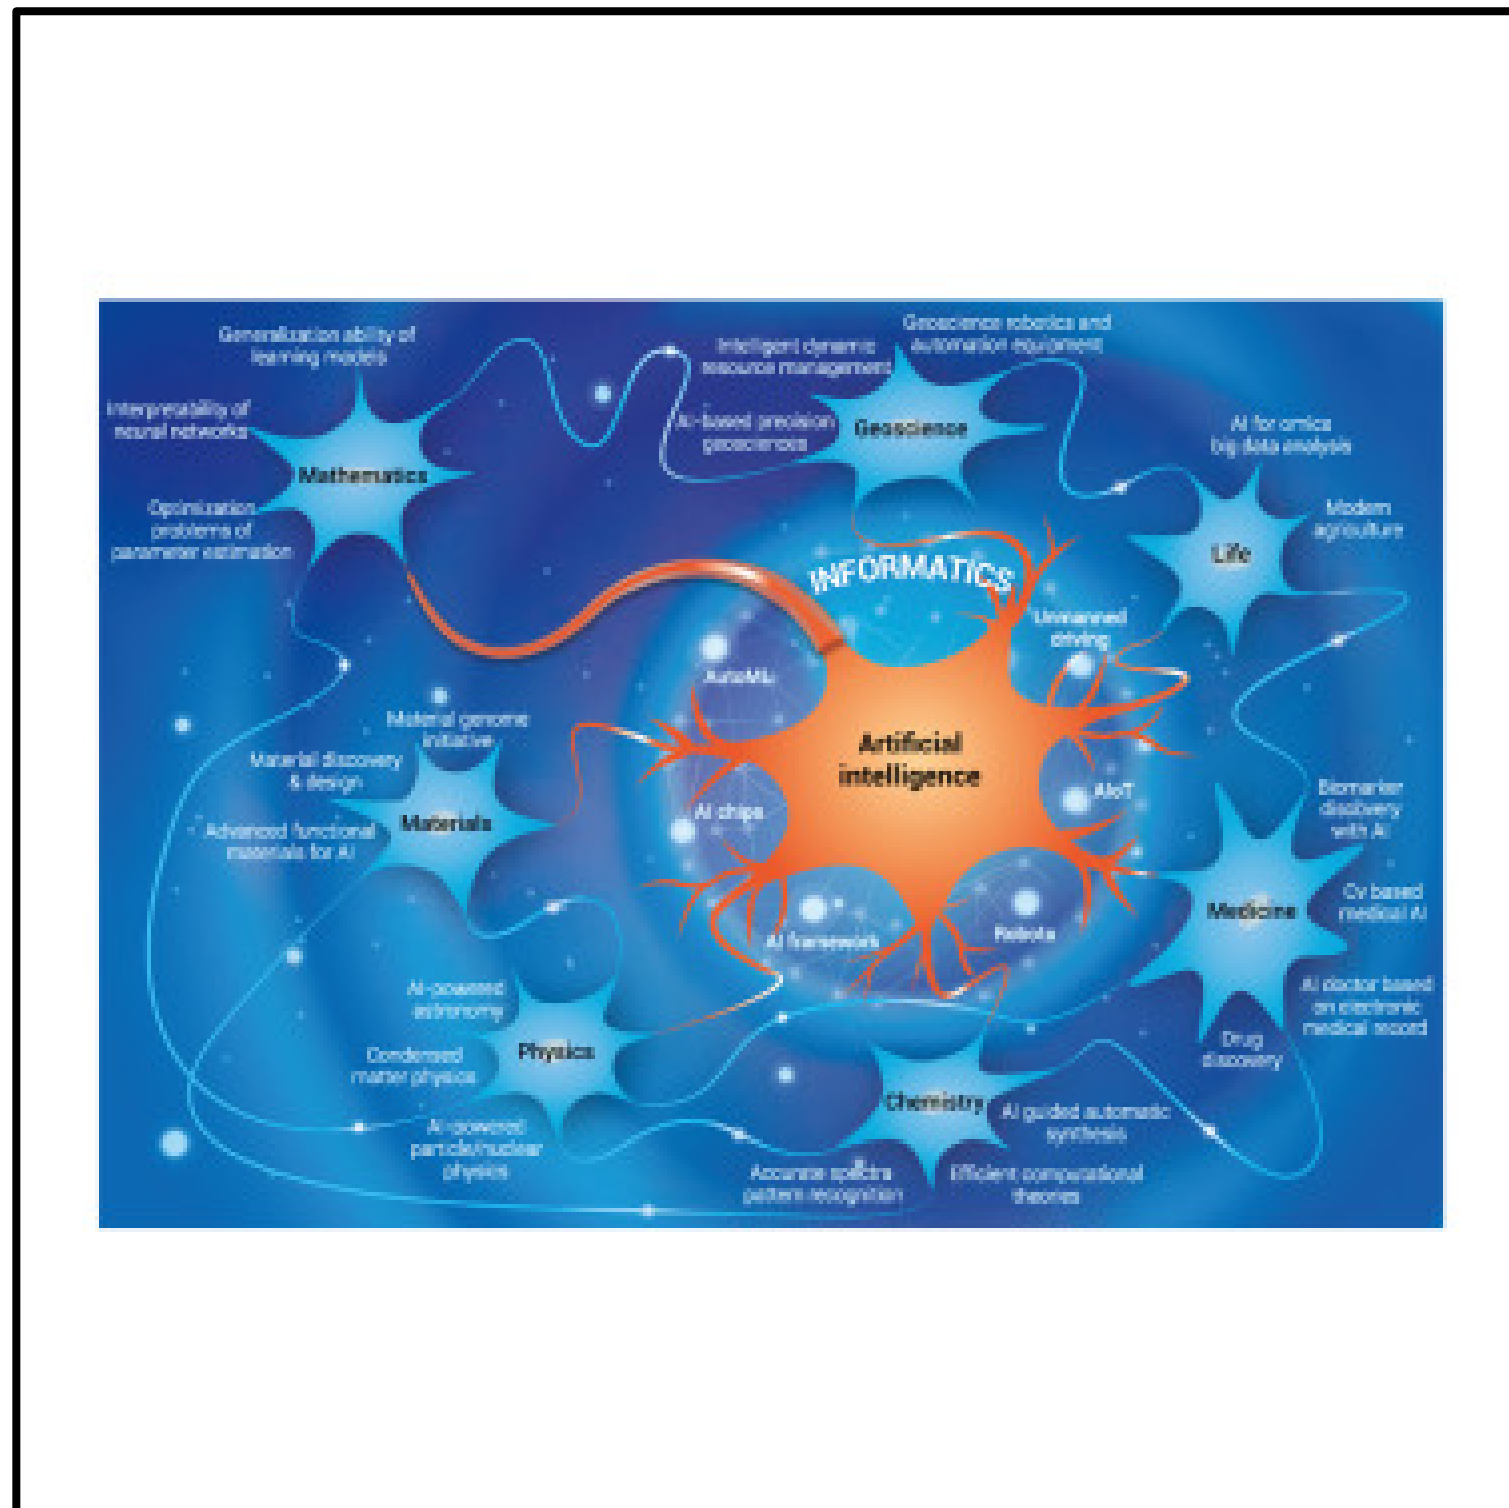 Generalization ability of
learning models
Interpretability of
neural networks
Mathematics
Optimization
problems of
parameter estimation
Intelligent dynamic
resource management
Geoscience robotics and
automation equipment
AI-based precision
geosciences
Geoscience
AI for omics
big data analysis
Modern
agriculture
Life
INFORMATICS
Unmanned
driving
AutoML
Artificial
intelligence
AIoT
AI chips
AI framework
Robots
Material genome
initiative
Material discovery
& design
Materials
Advanced functional
materials for AI
Biomarker
discovery
with AI
Cv based
medical AI
Medicine
AI doctor based
on electronic
medical record
Drug
discovery
AI-powered
astronomy
Physics
Condensed
matter physics
AI-powered
particle/nuclear
physics
Chemistry
AI guided automatic
synthesis
Accurate spectra
pattern recognition
Efficient computational
theories